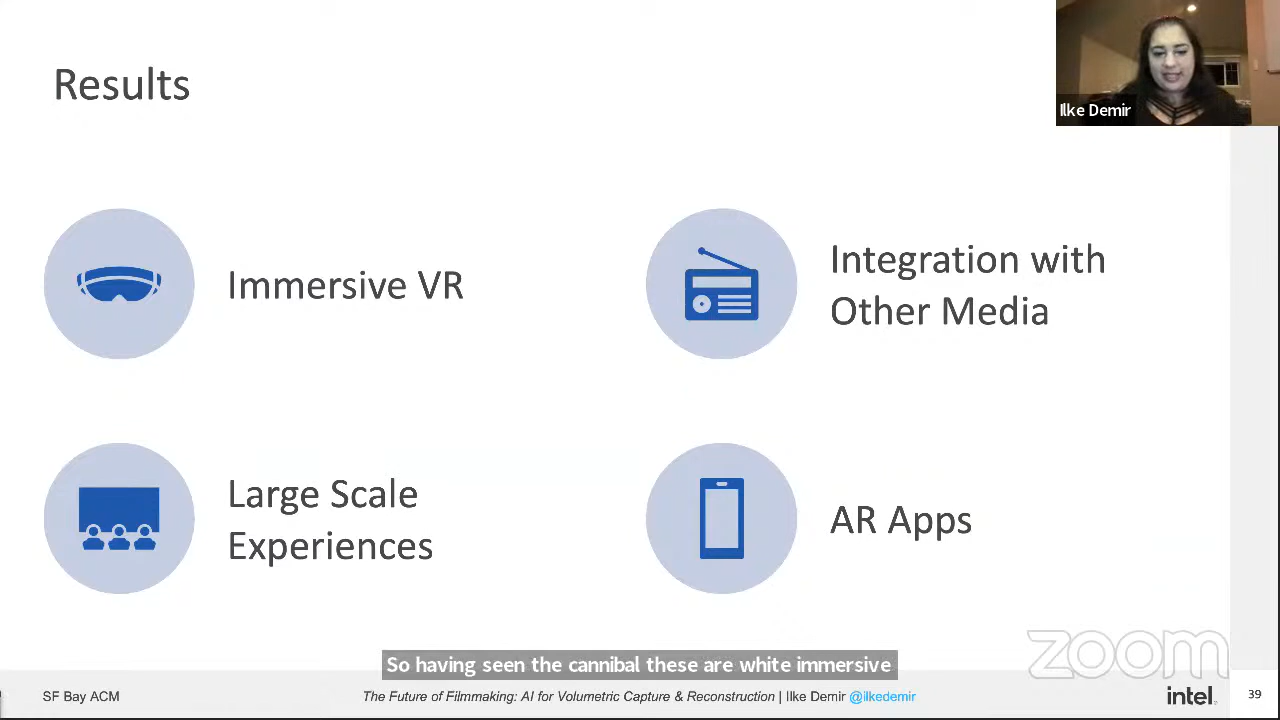 Results
Ilke Demir
Immersive VR
Integration with
Other Media
Large Scale
Experiences
AR Apps
zoom
So having seen the cannibal these are white immersive
SF Bay ACM
The Future of Filmmaking: AI for Volumetric Capture & Reconstruction | Ilke Demir @ilkedemir
intel.
39